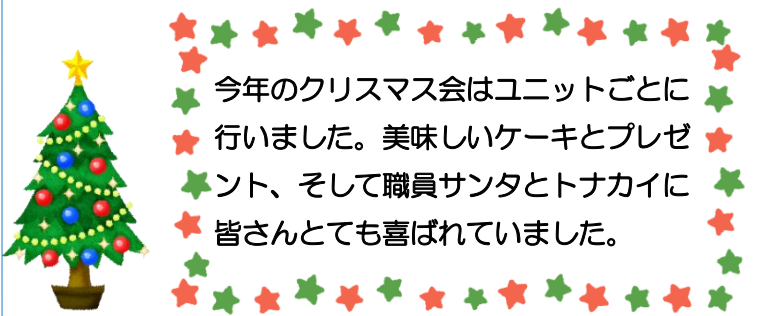 今年のクリスマス会はユニットごとに
行いました。美味しいケーキとプレゼ
ント、そして職員サンタとトナカイに
皆さんとても喜ばれていました。